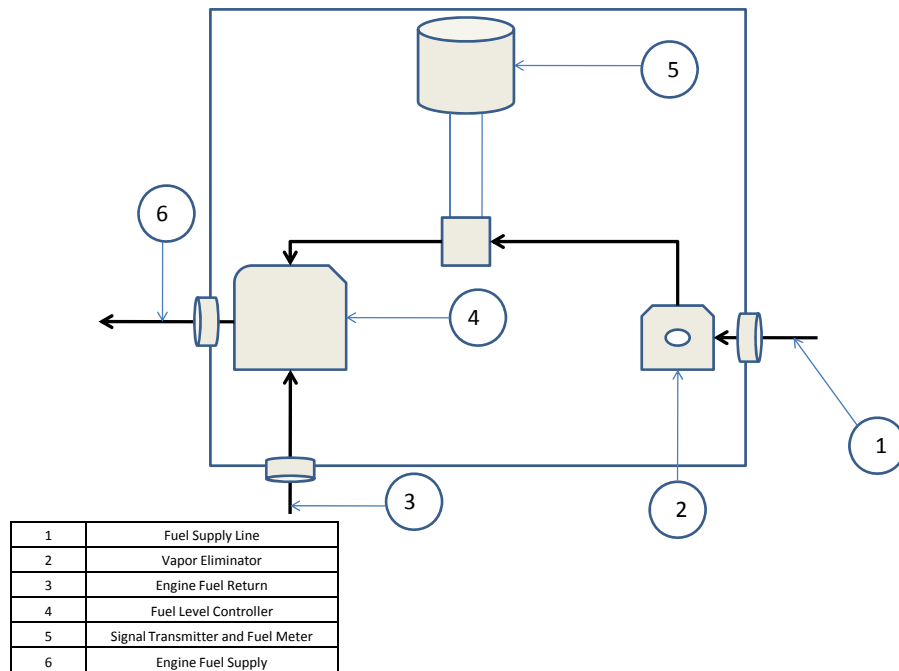 5
6
4
1
3
2
1 Fuel Supply Line
2 Vapor Eliminator
3 Engine Fuel Return
4 Fuel Level Controller
5 Signal Transmitter and Fuel Meter
6 Engine Fuel Supply